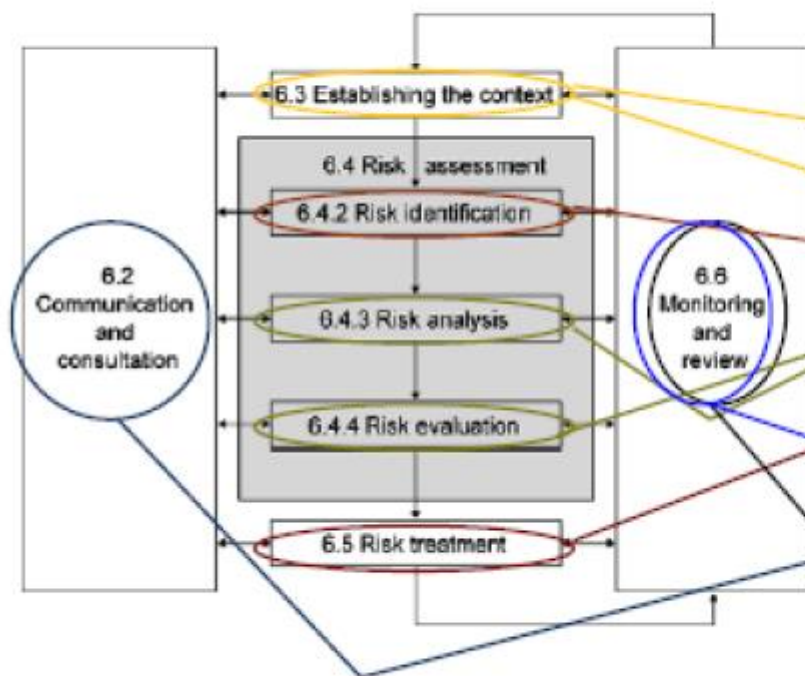 6.3 Establishing the context
6.4 Risk assessment
6.4.2 Risk identification
6.2
Communication
and
consultation
6.4.3 Risk analysis
6.6
Monitoring
and
review
6.4.4 Risk evaluation
6.5 Risk treatment